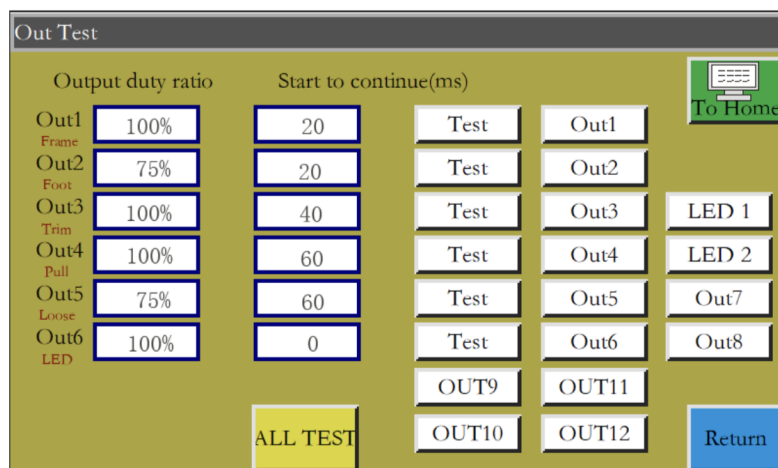 Out Test
Output duty ratio Start to continue(ms)
To Home
Out1 100% 20 Test Out1
Frame
Out2 75% 20 Test Out2
Foot
Out3 100% 40 Test Out3 LED 1
Trim
Out4 100% 60 Test Out4 LED 2
Pull
Out5 75% 60 Test Out5 Out7
Loose
Out6 100% 0 Test Out6 Out8
LED
OUT9 OUT11
ALL TEST OUT10 OUT12 Return